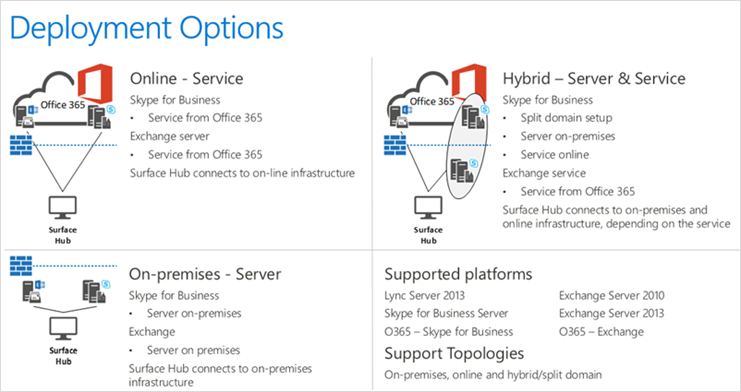 Deployment Options
Office 365
Surface
Hub
Online - Service
Skype for Business
• Service from Office 365
Exchange server
• Service from Office 365
Surface Hub connects to on-line infrastructure
Office 365
Surface
Hub
Hybrid – Server & Service
Skype for Business
• Split domain setup
• Server on-premises
• Service online
Exchange service
• Service from Office 365
Surface Hub connects to on-premises and
online infrastructure, depending on the service
Surface
Hub
On-premises - Server
Skype for Business
• Server on-premises
Exchange
• Server on premises
Surface Hub connects to on-premises
infrastructure
Supported platforms
Lync Server 2013
Skype for Business Server
O365 – Skype for Business
Exchange Server 2010
Exchange Server 2013
O365 – Exchange
Support Topologies
On-premises, online and hybrid/split domain